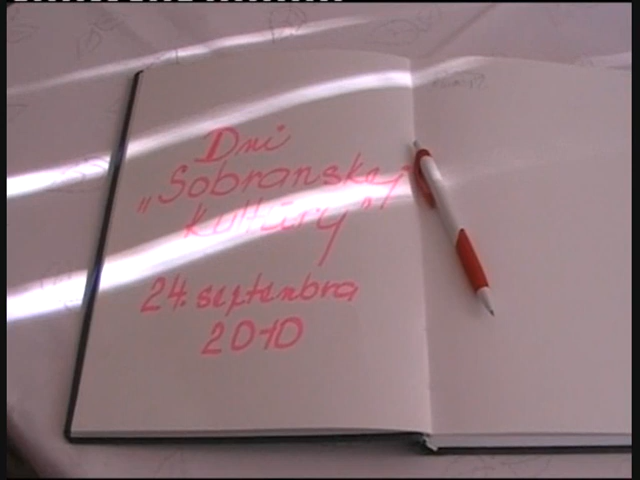 Dni
„Sobranskej
kultúry"
24. septembra
2010